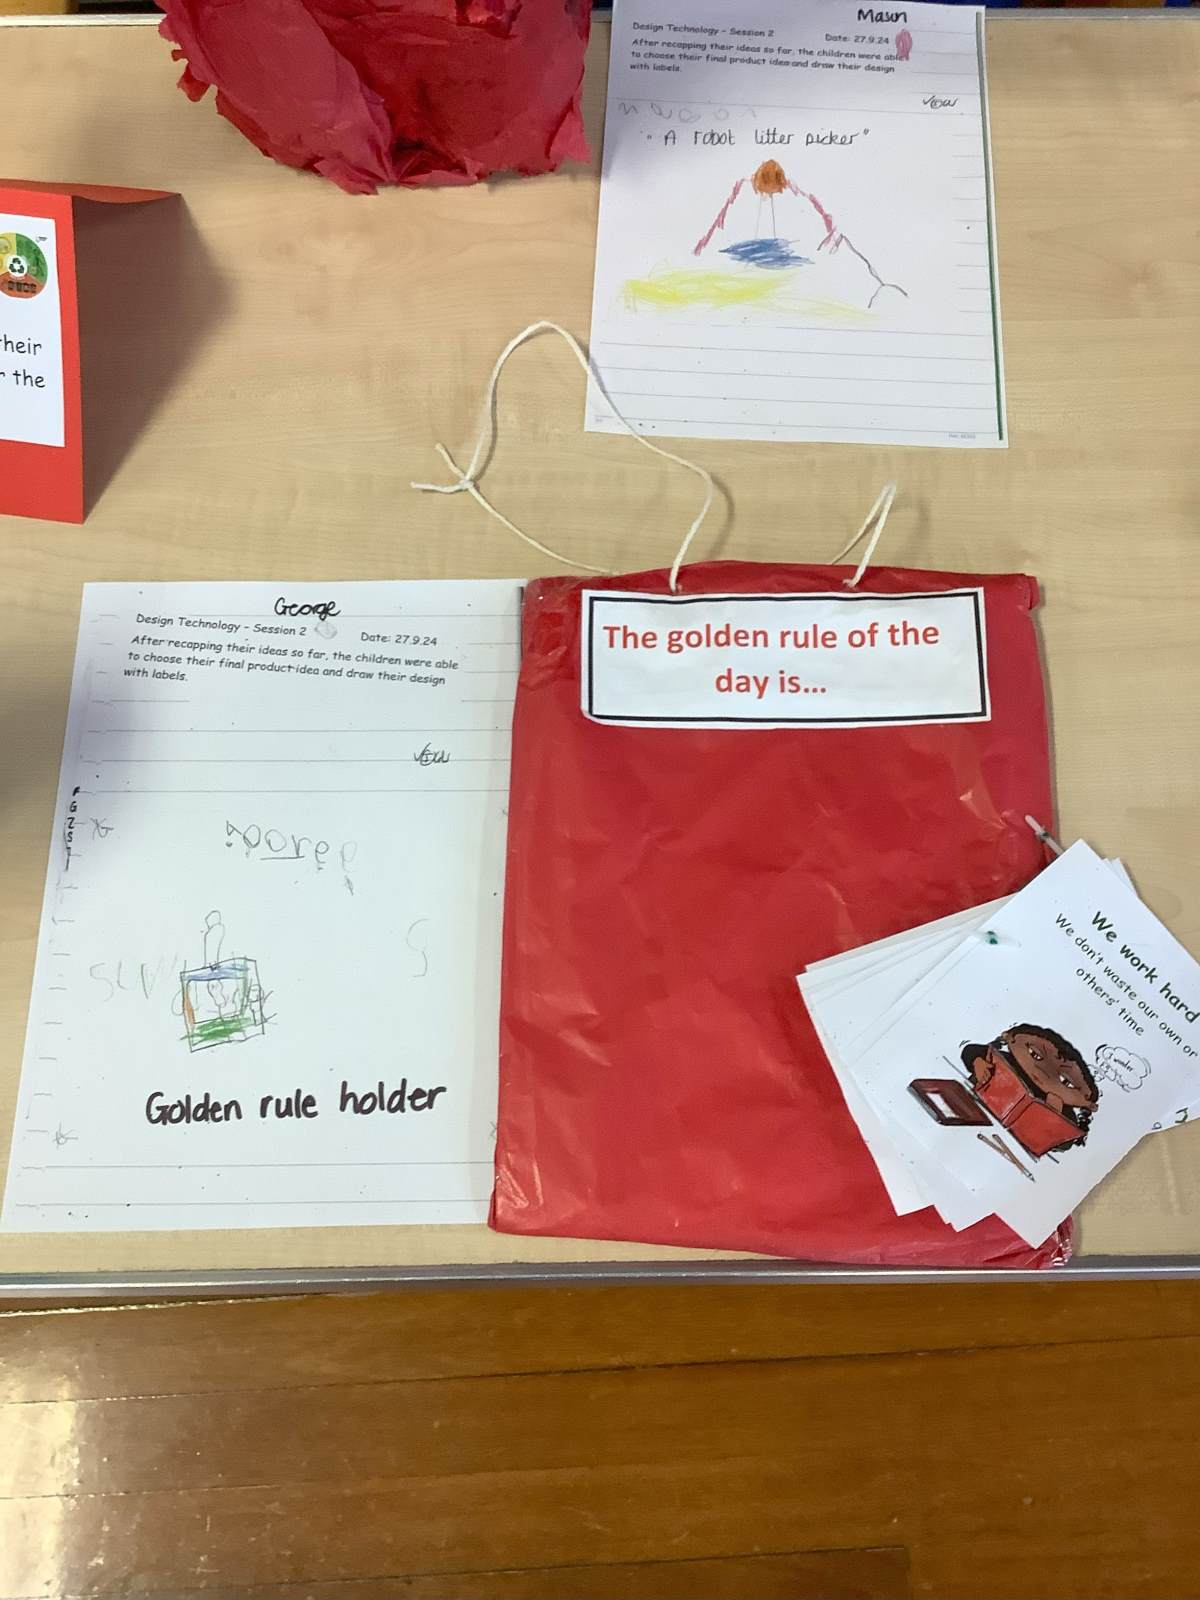 Mason
Design Technology - Session 2
Date: 27.9.24
After recapping their ideas so far, the children were able
to choose their final product idea and draw their design
with labels.
"A robot litter picker"
their
the
George
Design Technology - Session 2
Date: 27.9.24
After recapping their ideas so far, the children were able
to choose their final product idea and draw their design
with labels.
Golden rule holder
The golden rule of the
day is...
We work hard
We don't waste our own or
others' time